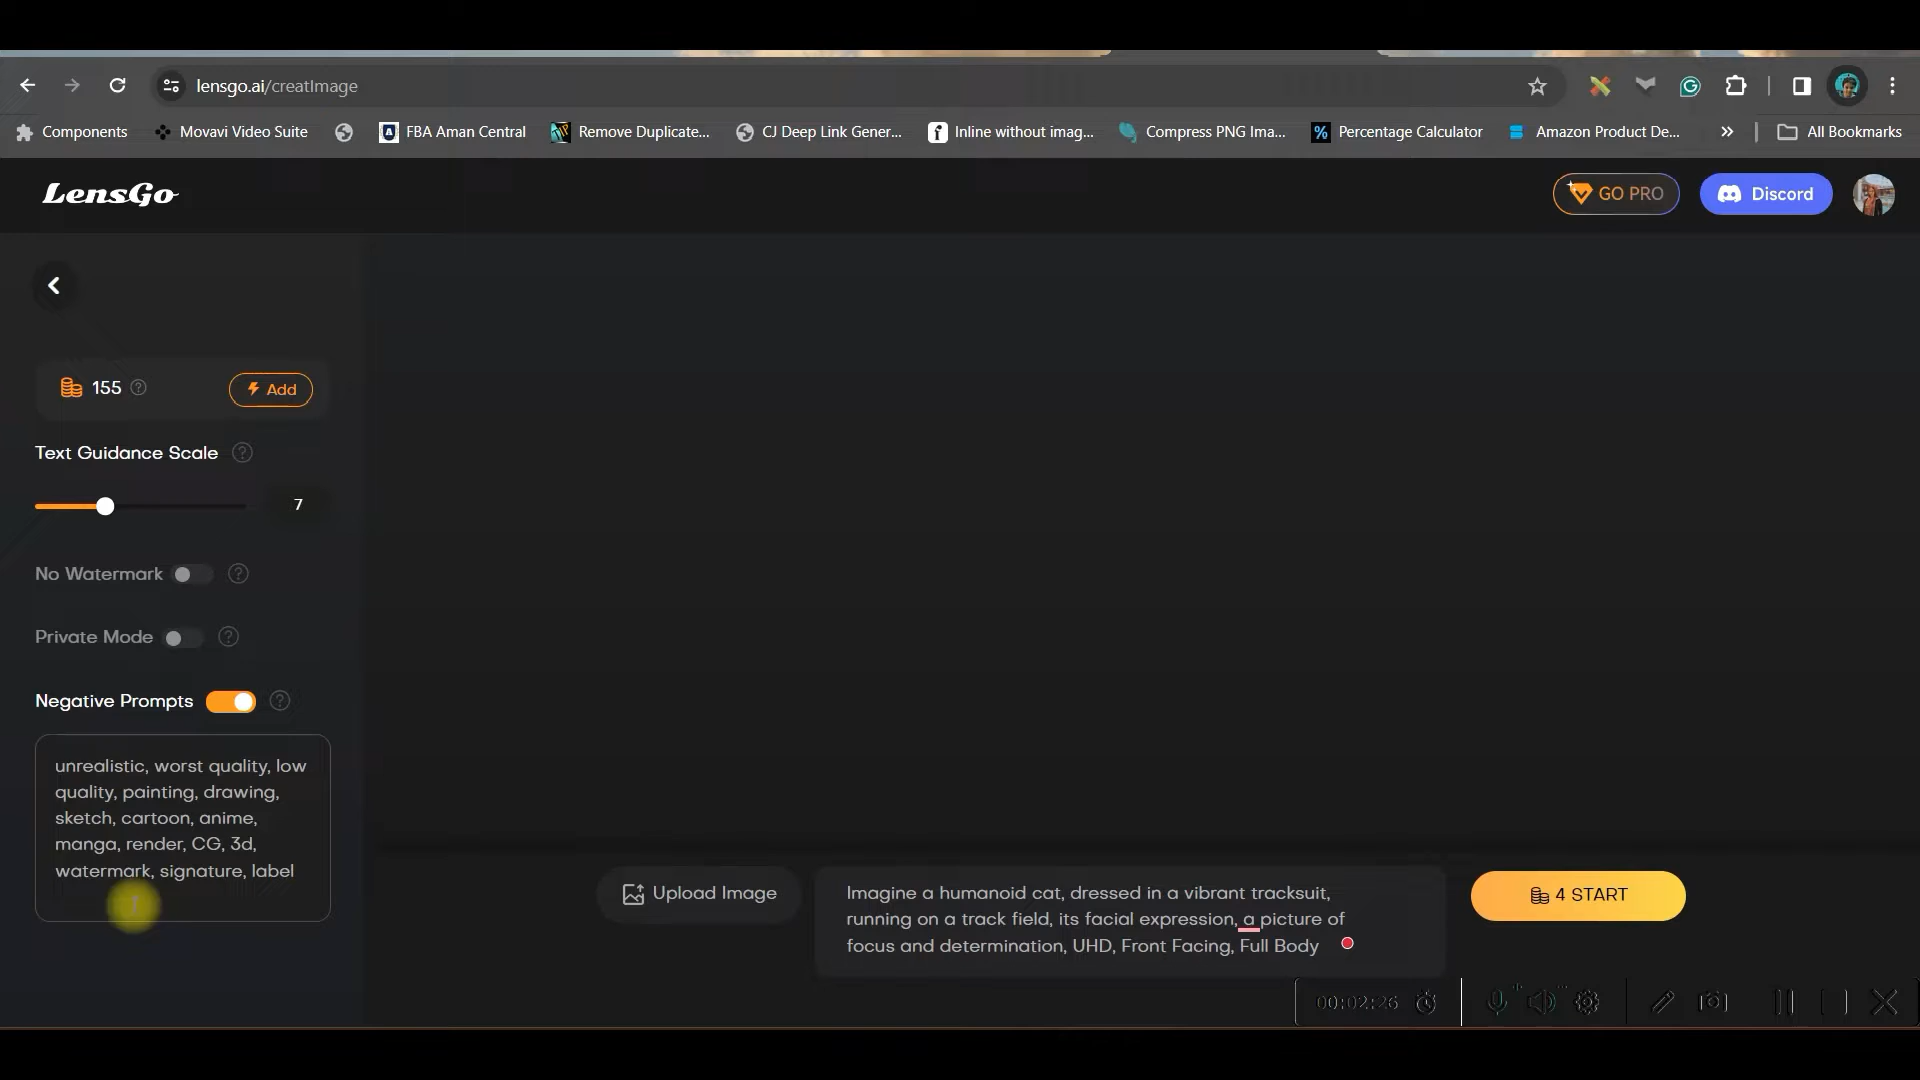 lensgo.ai/creatImage
Components
Movavi Video Suite
FBA Aman Central
Remove Duplicate...
CJ Deep Link Gener...
Inline without imag...
Compress PNG Ima...
Percentage Calculator
Amazon Product De...
All Bookmarks
LensGo
GO PRO
Discord
155
Add
Text Guidance Scale
7
No Watermark
Private Mode
Negative Prompts
unrealistic, worst quality, low
quality, painting, drawing,
sketch, cartoon, anime,
manga, render, CG, 3d,
watermark, signature, label
Upload Image
Imagine a humanoid cat, dressed in a vibrant tracksuit,
running on a track field, its facial expression, a picture of
focus and determination, UHD, Front Facing, Full Body
4 START
00:02:26